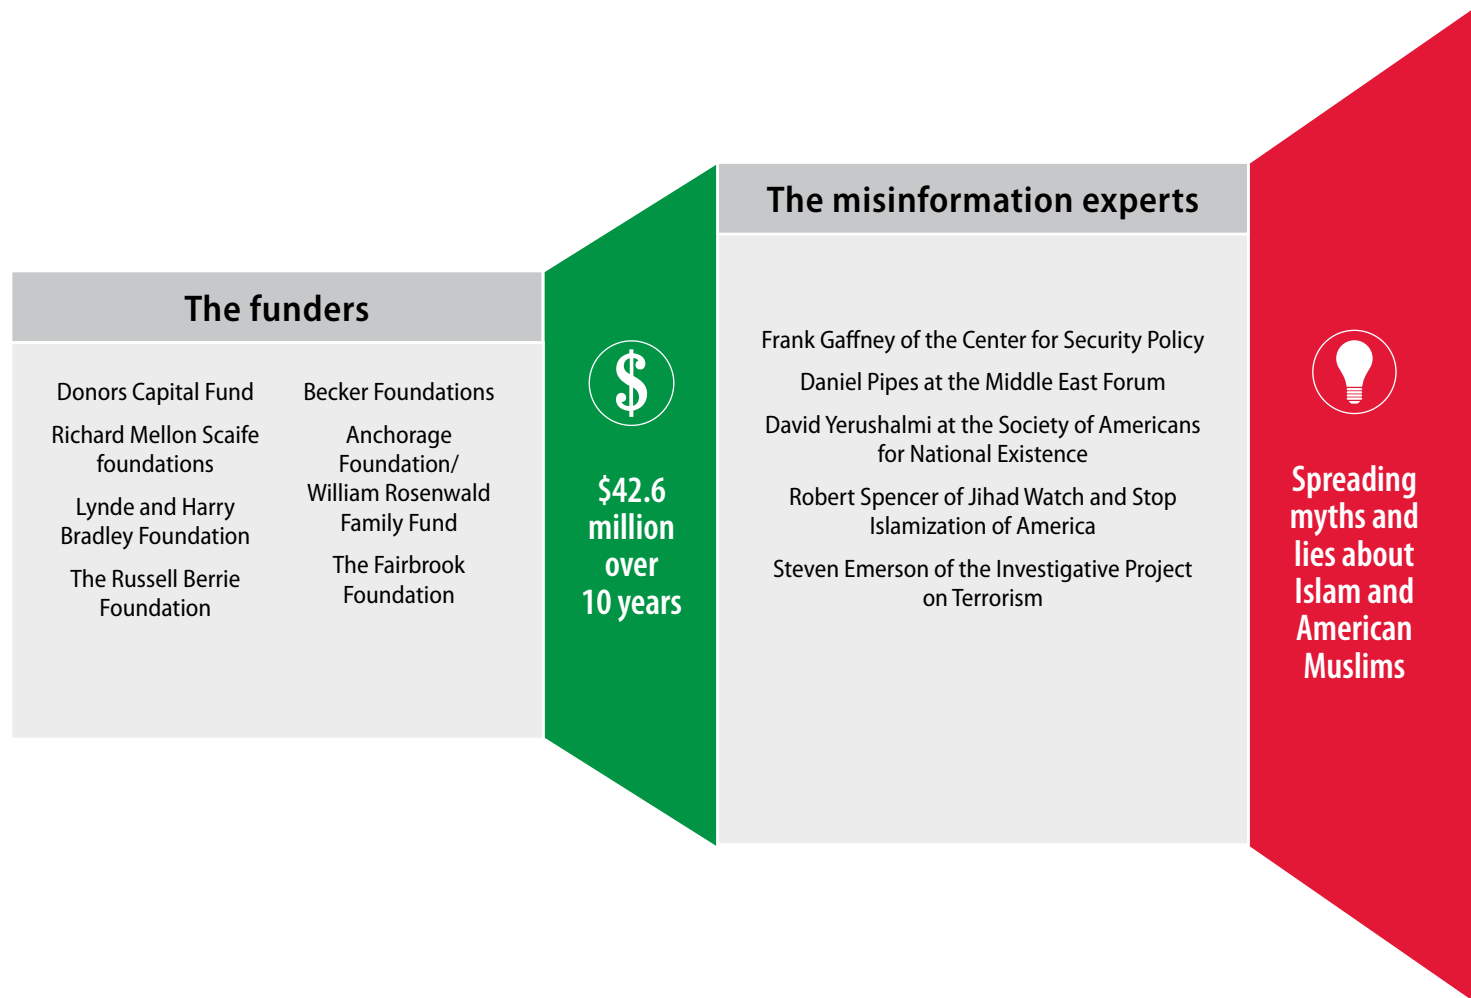 The funders
Donors Capital Fund
Richard Mellon Scaife
foundations
Lynde and Harry
Bradley Foundation
The Russell Berrie
Foundation
Becker Foundations
Anchorage
Foundation/
William Rosenwald
Family Fund
The Fairbrook
Foundation
$
$42.6
million
over
10 years
The misinformation experts
Frank Gaffney of the Center for Security Policy
Daniel Pipes at the Middle East Forum
David Yerushalmi at the Society of Americans
for National Existence
Robert Spencer of Jihad Watch and Stop
Islamization of America
Steven Emerson of the Investigative Project
on Terrorism
Spreading
myths and
lies about
Islam and
American
Muslims